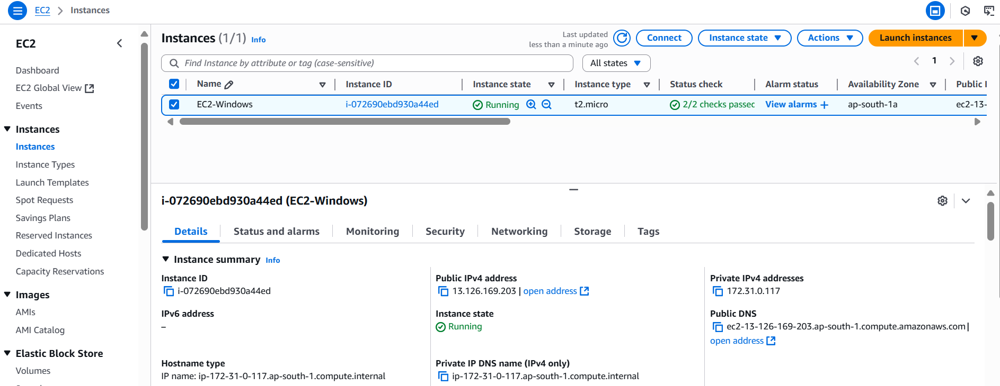 EC2 > Instances
EC2
Dashboard
EC2 Global View
Events
Instances
Instances
Instance Types
Launch Templates
Spot Requests
Savings Plans
Reserved Instances
Dedicated Hosts
Capacity Reservations
Images
AMIs
AMI Catalog
Elastic Block Store
Volumes
Instances (1/1) Info
Last updated
less than a minute ago
Connect
Instance state
Actions
Launch instances
Find Instance by attribute or tag (case-sensitive)
All states
1
Name Instance ID Instance state Instance type Status check Alarm status Availability Zone Public I
EC2-Windows i-072690ebd930a44ed Running t2.micro 2/2 checks passec View alarms + ap-south-1a ec2-13-
i-072690ebd930a44ed (EC2-Windows)
Details Status and alarms Monitoring Security Networking Storage Tags
Instance summary Info
Instance ID
i-072690ebd930a44ed
Public IPv4 address
13.126.169.203 | open address
Private IPv4 addresses
172.31.0.117
IPv6 address
–
Instance state
Running
Public DNS
ec2-13-126-169-203.ap-south-1.compute.amazonaws.com |
open address
Hostname type
IP name: ip-172-31-0-117.ap-south-1.compute.internal
Private IP DNS name (IPv4 only)
ip-172-31-0-117.ap-south-1.compute.internal